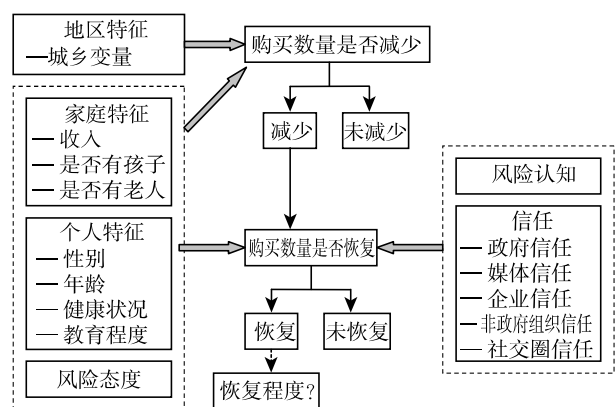 地区特征
—城乡变量
家庭特征
— 收入
— 是否有孩子
— 是否有老人
个人特征
— 性别
— 年龄
— 健康状况
— 教育程度
风险态度
购买数量是否减少
减少
未减少
购买数量是否恢复
恢复
未恢复
恢复程度?
风险认知
信任
— 政府信任
— 媒体信任
— 企业信任
— 非政府组织信任
— 社交圈信任